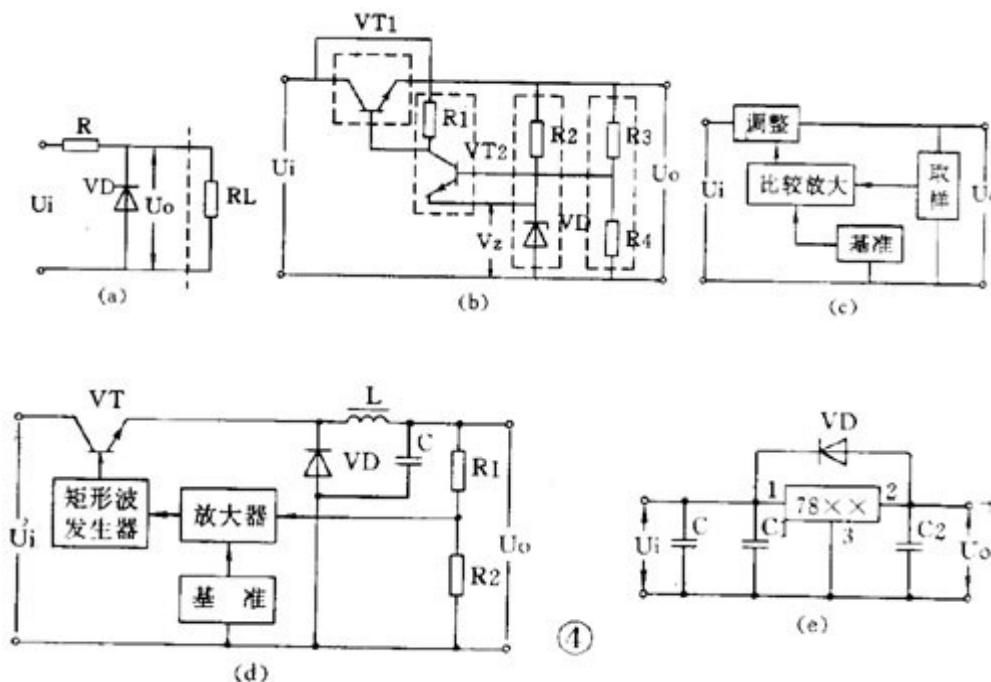 R
VD
Ui
Uo
RL
(a)
VT1
R1
VT2
R2
R3
Ui
Uo
Vz
VD
R4
(b)
调整
比较放大
取样
基准
Ui
(c)
VT
L
C
VD
R1
矩形波
发生器
放大器
Ui
Uo
R2
基 准
(d)
④
VD
1
78××
2
3
C
C1
C2
Ui
Uo
(e)